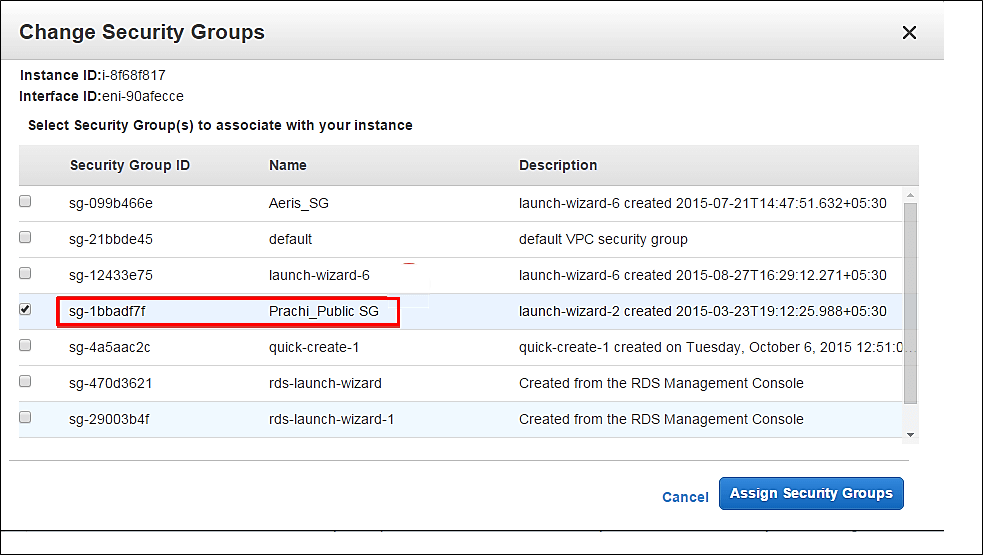 Change Security Groups
Instance ID:i-8f68f817
Interface ID:eni-90afecce
Select Security Group(s) to associate with your instance
Security Group ID Name Description
sg-099b466e Aeris_SG launch-wizard-6 created 2015-07-21T14:47:51.632+05:30
sg-21bbde45 default default VPC security group
sg-12433e75 launch-wizard-6 launch-wizard-6 created 2015-08-27T16:29:12.271+05:30
sg-1bbadf7f Prachi_Public SG launch-wizard-2 created 2015-03-23T19:12:25.988+05:30
sg-4a5aac2c quick-create-1 quick-create-1 created on Tuesday, October 6, 2015 12:51:0...
sg-470d3621 rds-launch-wizard Created from the RDS Management Console
sg-29003b4f rds-launch-wizard-1 Created from the RDS Management Console
Cancel Assign Security Groups